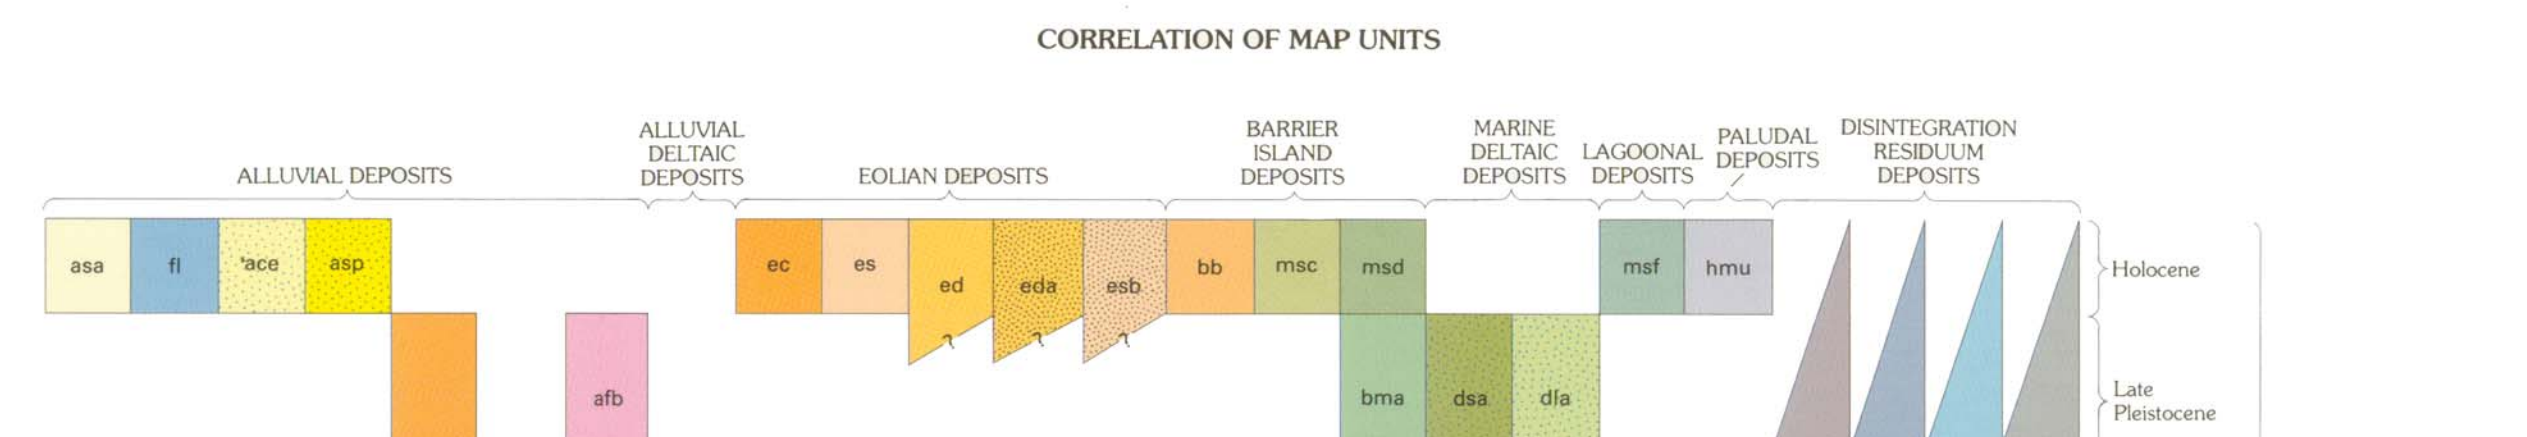 CORRELATION OF MAP UNITS
ALLUVIAL DEPOSITS
ALLUVIAL
DELTAIC
DEPOSITS
EOLIAN DEPOSITS
BARRIER
ISLAND
DEPOSITS
MARINE
DELTAIC
DEPOSITS
LAGOONAL
DEPOSITS
PALUDAL
DEPOSITS
DISINTEGRATION
RESIDUUM
DEPOSITS
asa
fl
ace
asp
ec
es
ed
eda
esb
bb
msc
msd
msf
hmu
Holocene
?
?
?
afb
bma
dsa
dfa
Late
Pleistocene